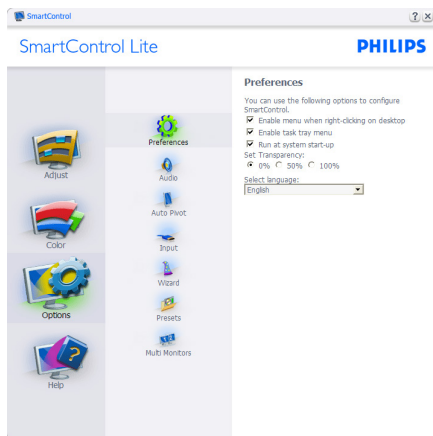 SmartControl
SmartControl Lite
PHILIPS
Adjust
Color
Options
Help
Preferences
Audio
Auto Pivot
Input
Wizard
Presets
Multi Monitors
Preferences
You can use the following options to configure
SmartControl.
Enable menu when right-clicking on desktop
Enable task tray menu
Run at system start-up
Set Transparency:
0% 50% 100%
Select language:
English